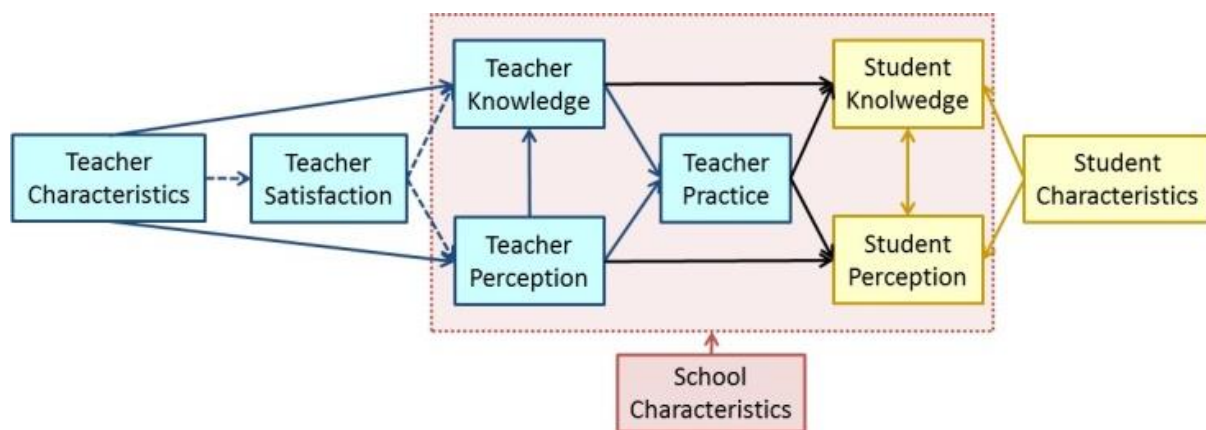 Teacher
Knowledge
Student
Knolwedge
Teacher
Characteristics
Teacher
Satisfaction
Teacher
Practice
Student
Characteristics
Teacher
Perception
Student
Perception
School
Characteristics